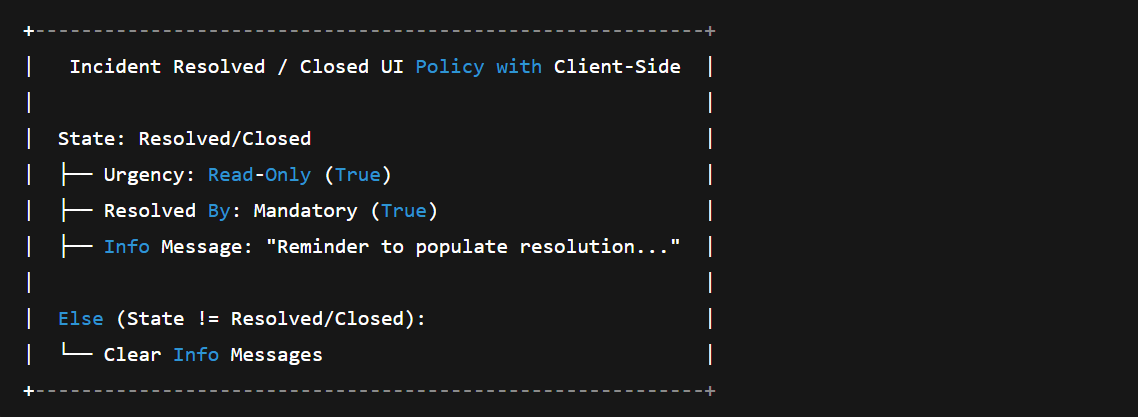 +----------------------------------------------------------+
|   Incident Resolved / Closed UI Policy with Client-Side  |
|                                                          |
|  State: Resolved/Closed                                  |
|  ├── Urgency: Read-Only (True)                           |
|  ├── Resolved By: Mandatory (True)                       |
|  ├── Info Message: "Reminder to populate resolution..."  |
|                                                          |
|  Else (State != Resolved/Closed):                        |
|  └── Clear Info Messages                                 |
+----------------------------------------------------------+